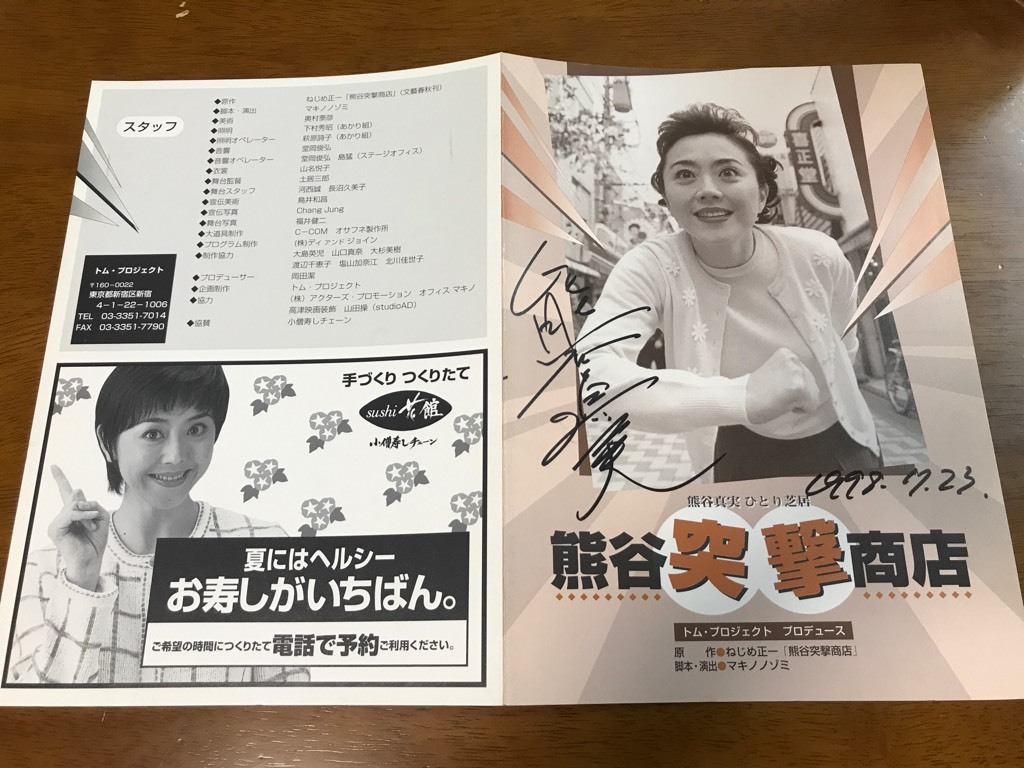 スタッフ
◆原作 ねじめ正一「熊谷突撃商店」(文藝春秋刊)
◆脚本・演出 マキノノゾミ
◆美術 奥村泰彦
◆照明 下村秀昭(あかり組)
◆照明オペレーター 萩原詩子(あかり組)
◆音響 堂岡俊弘
◆音響オペレーター 堂岡俊弘 島猛(ステージオフィス)
◆衣裳 山名悦子
◆舞台監督 土居三郎
◆舞台スタッフ 河西誠 長沼久美子
◆宣伝美術 鳥井和昌
◆宣伝写真 Chang Jung
◆舞台写真 福井健二
◆大道具制作 C-COM オサフネ製作所
◆プログラム制作 (株)ディ アンド ジョイン
◆制作協力 大島英児 山口真奈 大杉美樹
渡辺千恵子 塩山加奈江 北川佳世子
◆プロデューサー 岡田潔
◆企画制作 トム・プロジェクト
◆協力 (株)アクターズ・プロモーション オフィス マキノ
高津映画装飾 山田操(studioAD)
◆協賛 小僧寿しチェーン
トム・プロジェクト
〒160-0022
東京都新宿区新宿
4-1-22-1006
TEL 03-3351-7014
FAX 03-3351-7790
手づくり つくりたて
sushi 花館
小僧寿しチェーン
夏にはヘルシー
お寿しがいちばん。
ご希望の時間につくりたて電話で予約ご利用ください。
書正堂
熊谷真実
1998.7.23.
熊谷真実 ひとり芝居
熊谷突撃商店
トム・プロジェクト プロデュース
原 作●ねじめ正一「熊谷突撃商店」
脚本・演出●マキノノゾミ